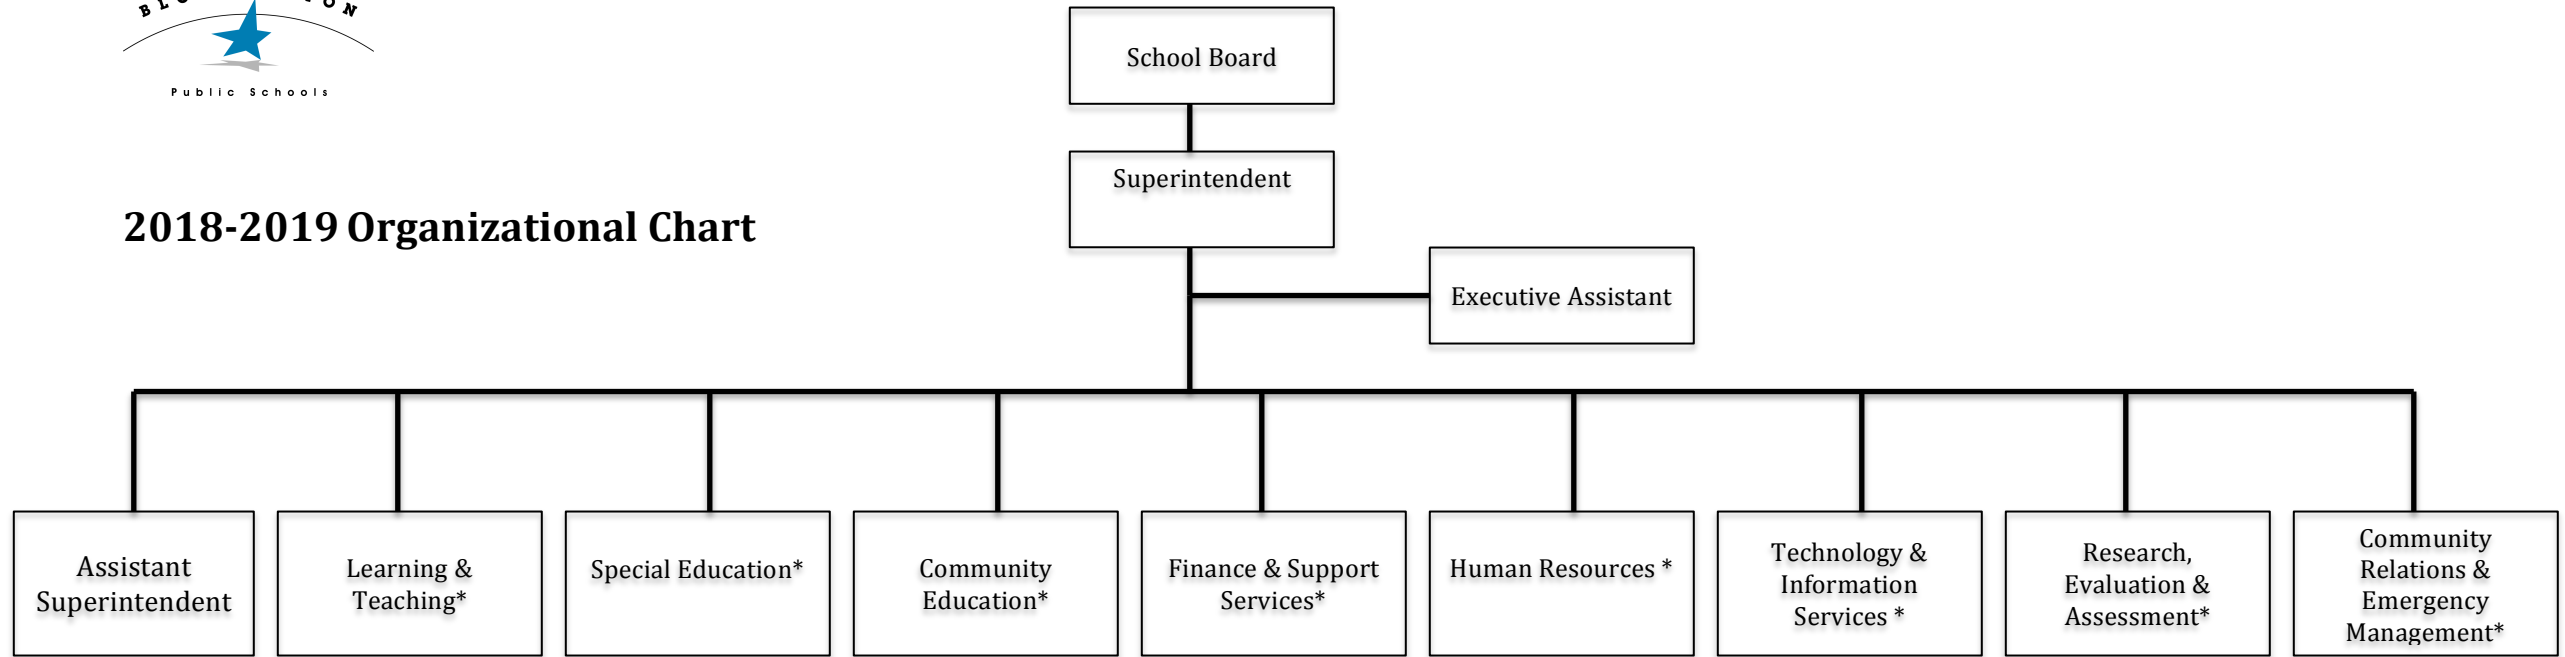 Public Schools
2018-2019 Organizational Chart
School Board
Superintendent
Executive Assistant
Assistant
Superintendent
Learning &
Teaching*
Special Education*
Community
Education*
Finance & Support
Services*
Human Resources *
Technology &
Information
Services *
Research,
Evaluation &
Assessment*
Community
Relations &
Emergency
Management*